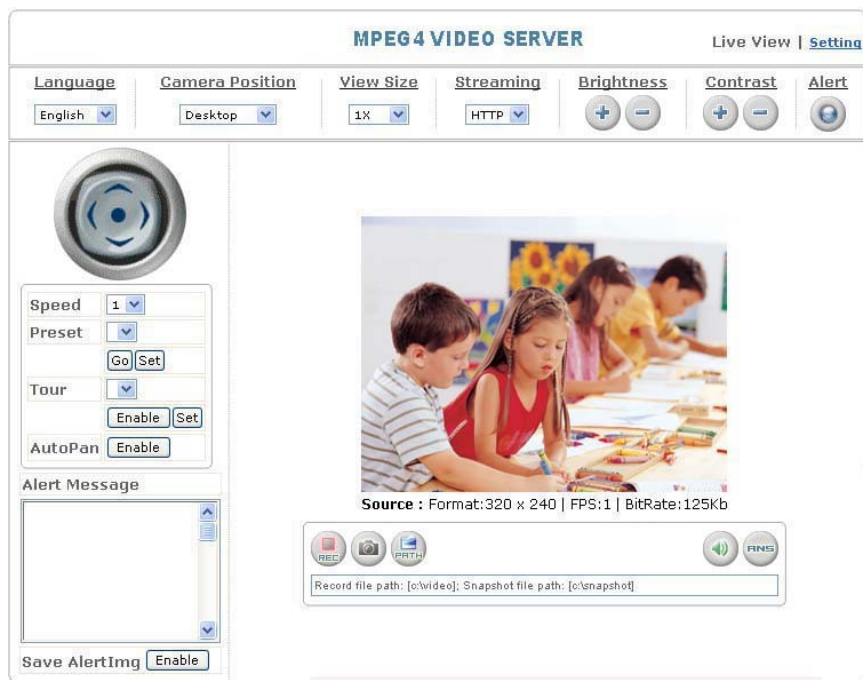 MPEG4 VIDEO SERVER
Live View | Setting
Language Camera Position View Size Streaming Brightness Contrast Alert
English Desktop 1X HTTP
Speed 1
Preset
Go Set
Tour
Enable Set
AutoPan Enable
Alert Message
Save AlertImg Enable
Source : Format:320 x 240 | FPS:1 | BitRate:125Kb
REC PATH ANS
Record file path: [c:\video]; Snapshot file path: [c:\snapshot]